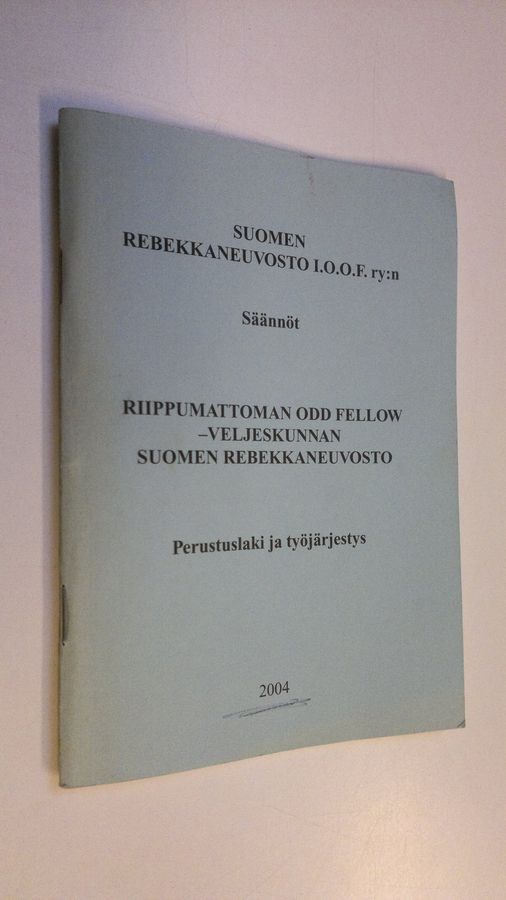 SUOMEN
REBEKKANEUVOSTO I.O.O.F. ry:n
Säännöt
RIIPPUMATTOMAN ODD FELLOW
–VELJESKUNNAN
SUOMEN REBEKKANEUVOSTO
Perustuslaki ja työjärjestys
2004